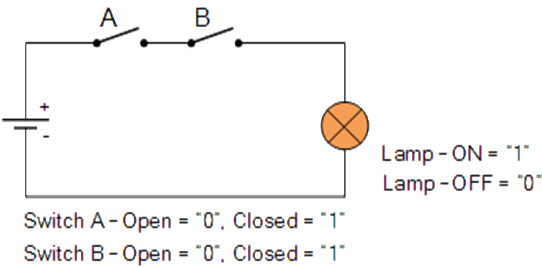 A B
+
-
Lamp - ON = "1"
Lamp - OFF = "0"
Switch A - Open = "0", Closed = "1"
Switch B - Open = "0", Closed = "1"